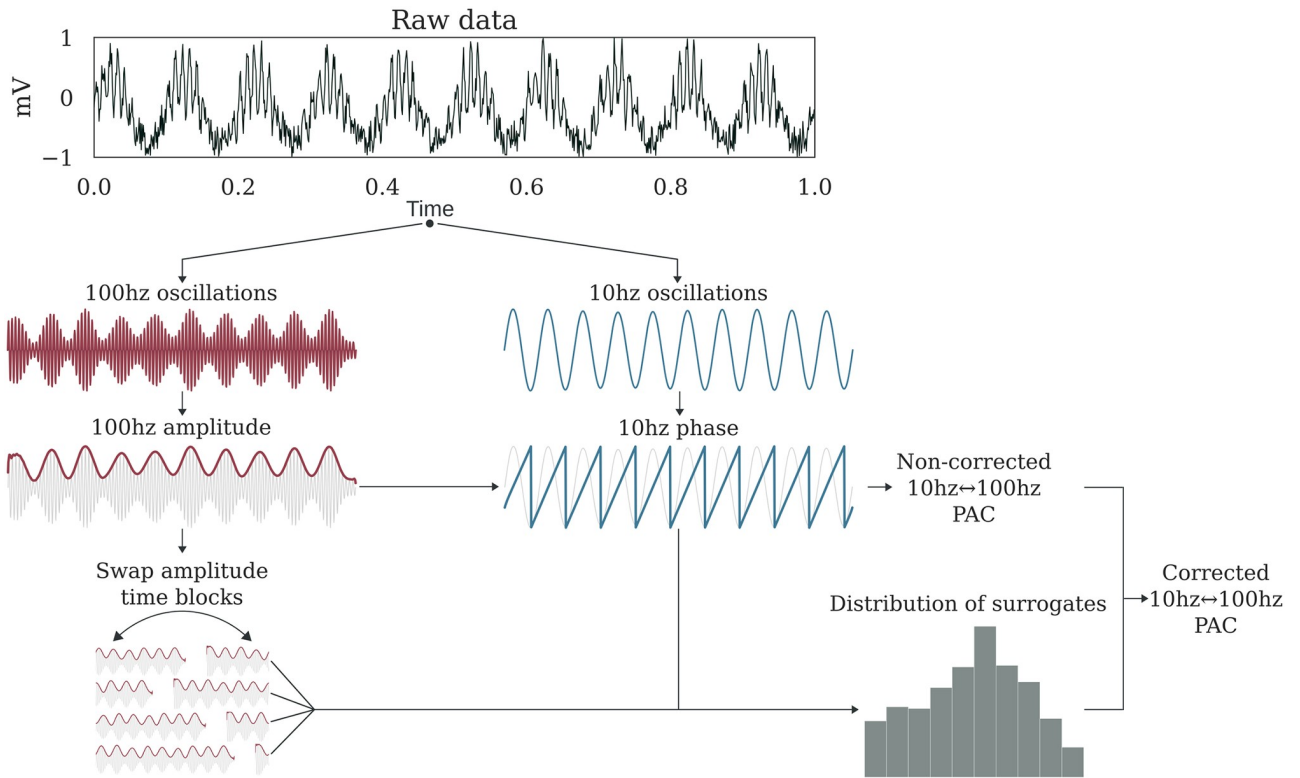 Raw data
1
0
−1
mV
0.0 0.2 0.4 0.6 0.8 1.0
Time
100hz oscillations
10hz oscillations
100hz amplitude
10hz phase
Non-corrected
10hz↔100hz
PAC
Swap amplitude
time blocks
Distribution of surrogates
Corrected
10hz↔100hz
PAC